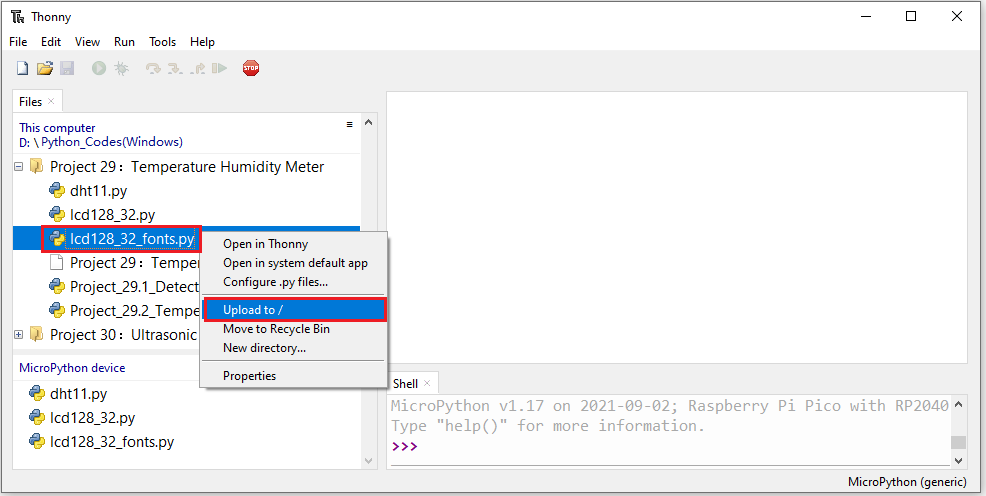 Thonny
File Edit View Run Tools Help
STOP
Files
This computer
D: \Python_Codes(Windows)
Project 29：Temperature Humidity Meter
dht11.py
lcd128_32.py
lcd128_32_fonts.py
Project 29：Temper
Project_29.1_Detect
Project_29.2_Tempe
Project 30：Ultrasonic
Open in Thonny
Open in system default app
Configure .py files...
Upload to /
Move to Recycle Bin
New directory...
Properties
MicroPython device
dht11.py
lcd128_32.py
lcd128_32_fonts.py
Shell
MicroPython v1.17 on 2021-09-02; Raspberry Pi Pico with RP2040
Type "help()" for more information.
>>>
MicroPython (generic)